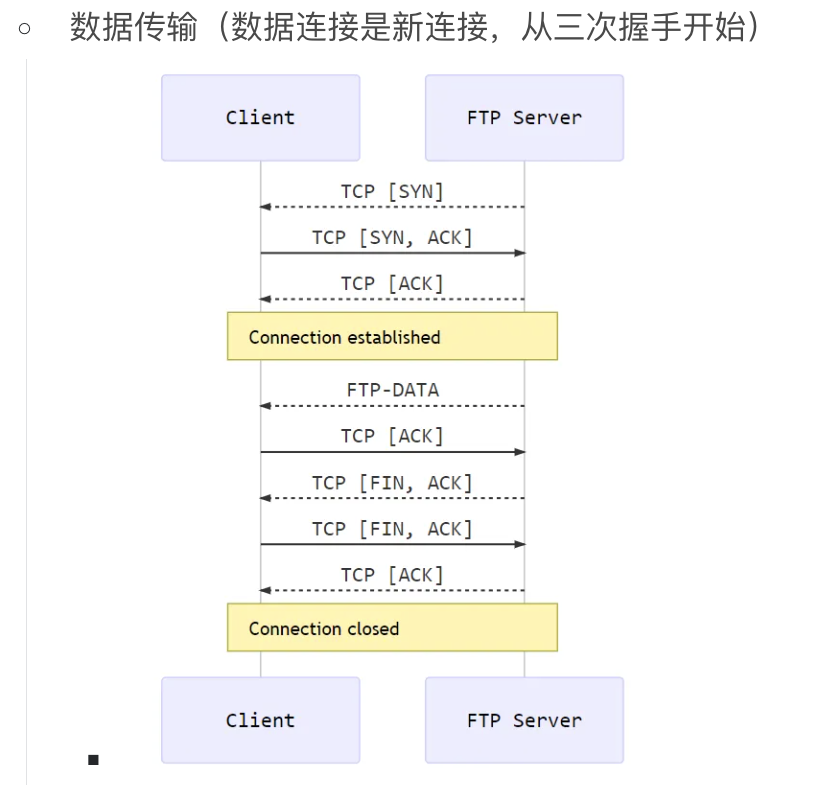 数据传输（数据连接是新连接，从三次握手开始）
Client FTP Server
TCP [SYN]
TCP [SYN, ACK]
TCP [ACK]
Connection established
FTP-DATA
TCP [ACK]
TCP [FIN, ACK]
TCP [FIN, ACK]
TCP [ACK]
Connection closed
Client FTP Server